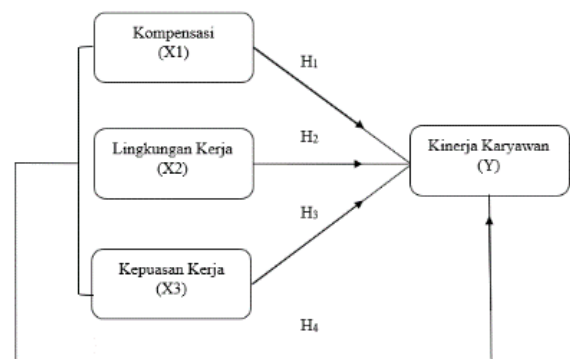 Kompensasi
(X1)
H1
H2
Lingkungan Kerja
(X2)
Kinerja Karyawan
(Y)
H3
Kepuasan Kerja
(X3)
H4